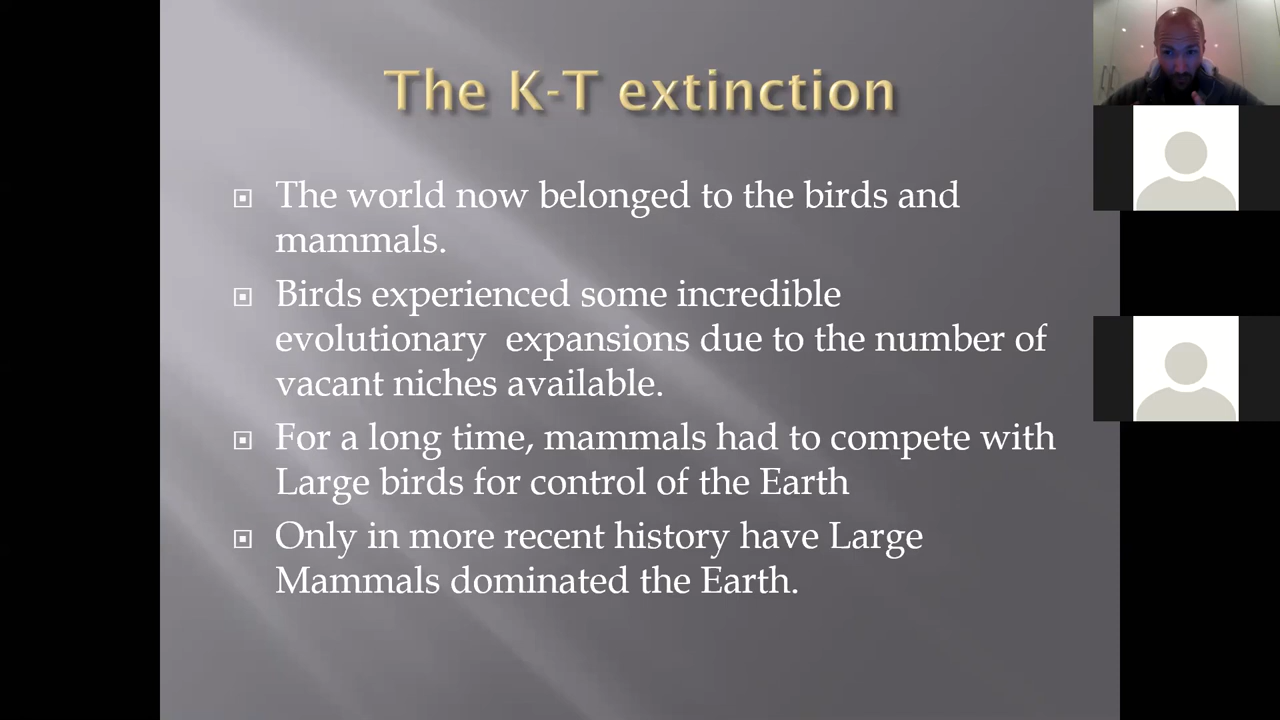 The K-T extinction
The world now belonged to the birds and
mammals.
Birds experienced some incredible
evolutionary  expansions due to the number of
vacant niches available.
For a long time, mammals had to compete with
Large birds for control of the Earth
Only in more recent history have Large
Mammals dominated the Earth.